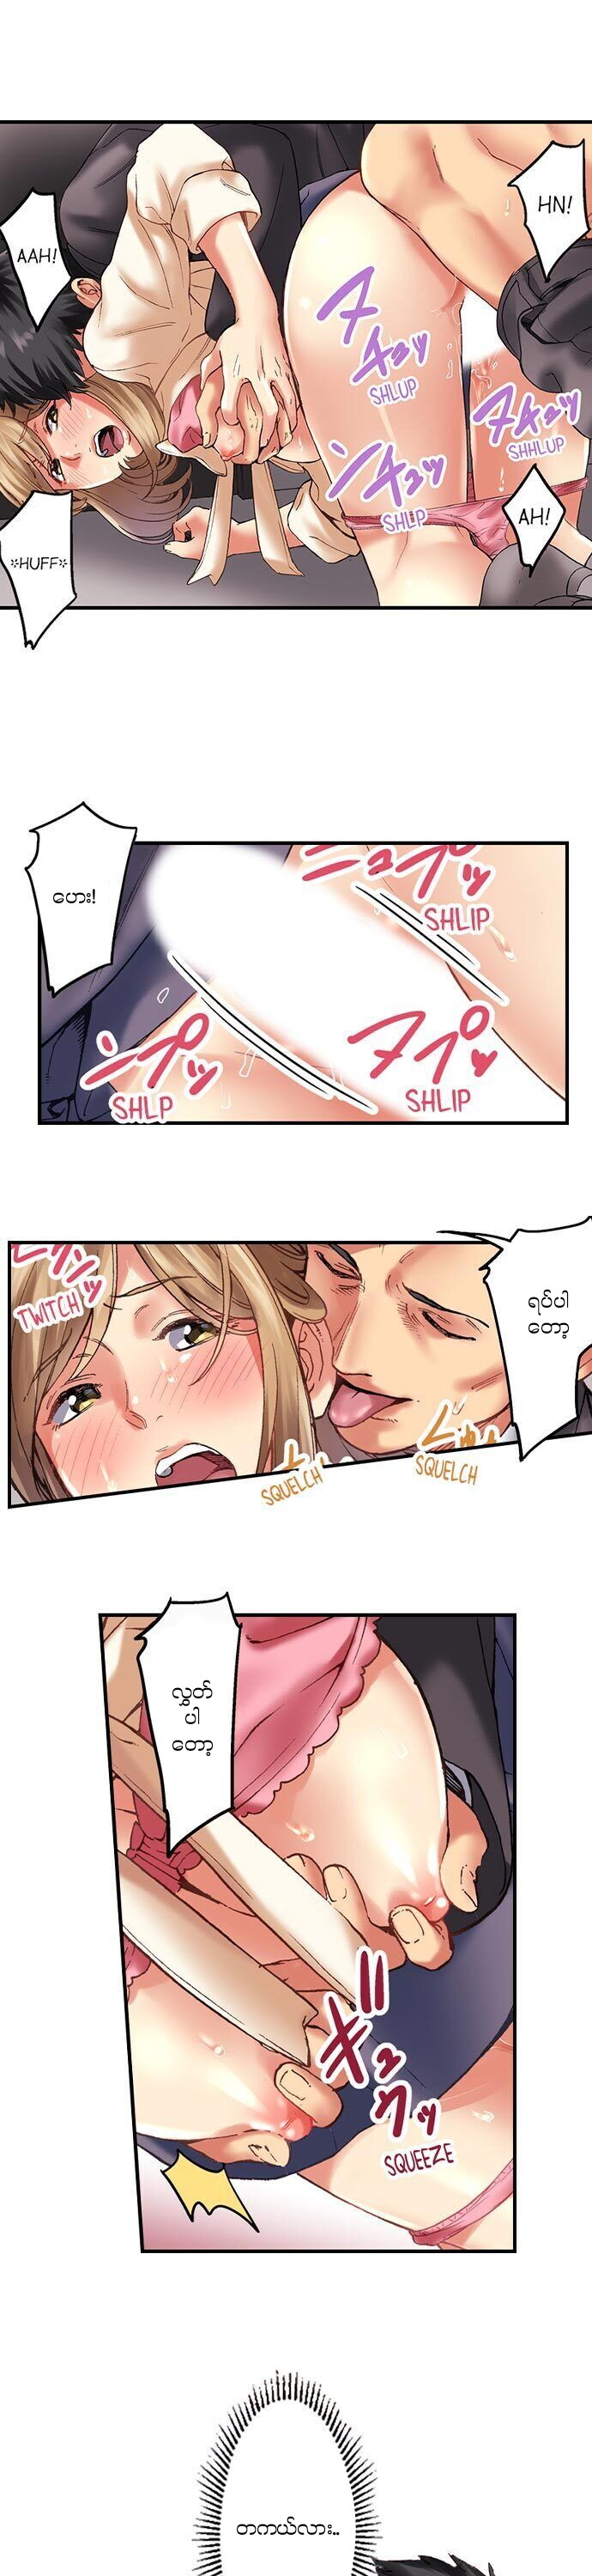 HN!
AAH!
SHLUP
SHHLUP
SHLP
AH!
*HUFF*
ဟေး!
SHLIP
SHLP
SHLIP
ရပ်ပါ
တော့
TWITCH
SQUELCH
SQUELCH
လွှတ်
ပါ
တော့
SQUEEZE
တကယ်လား..